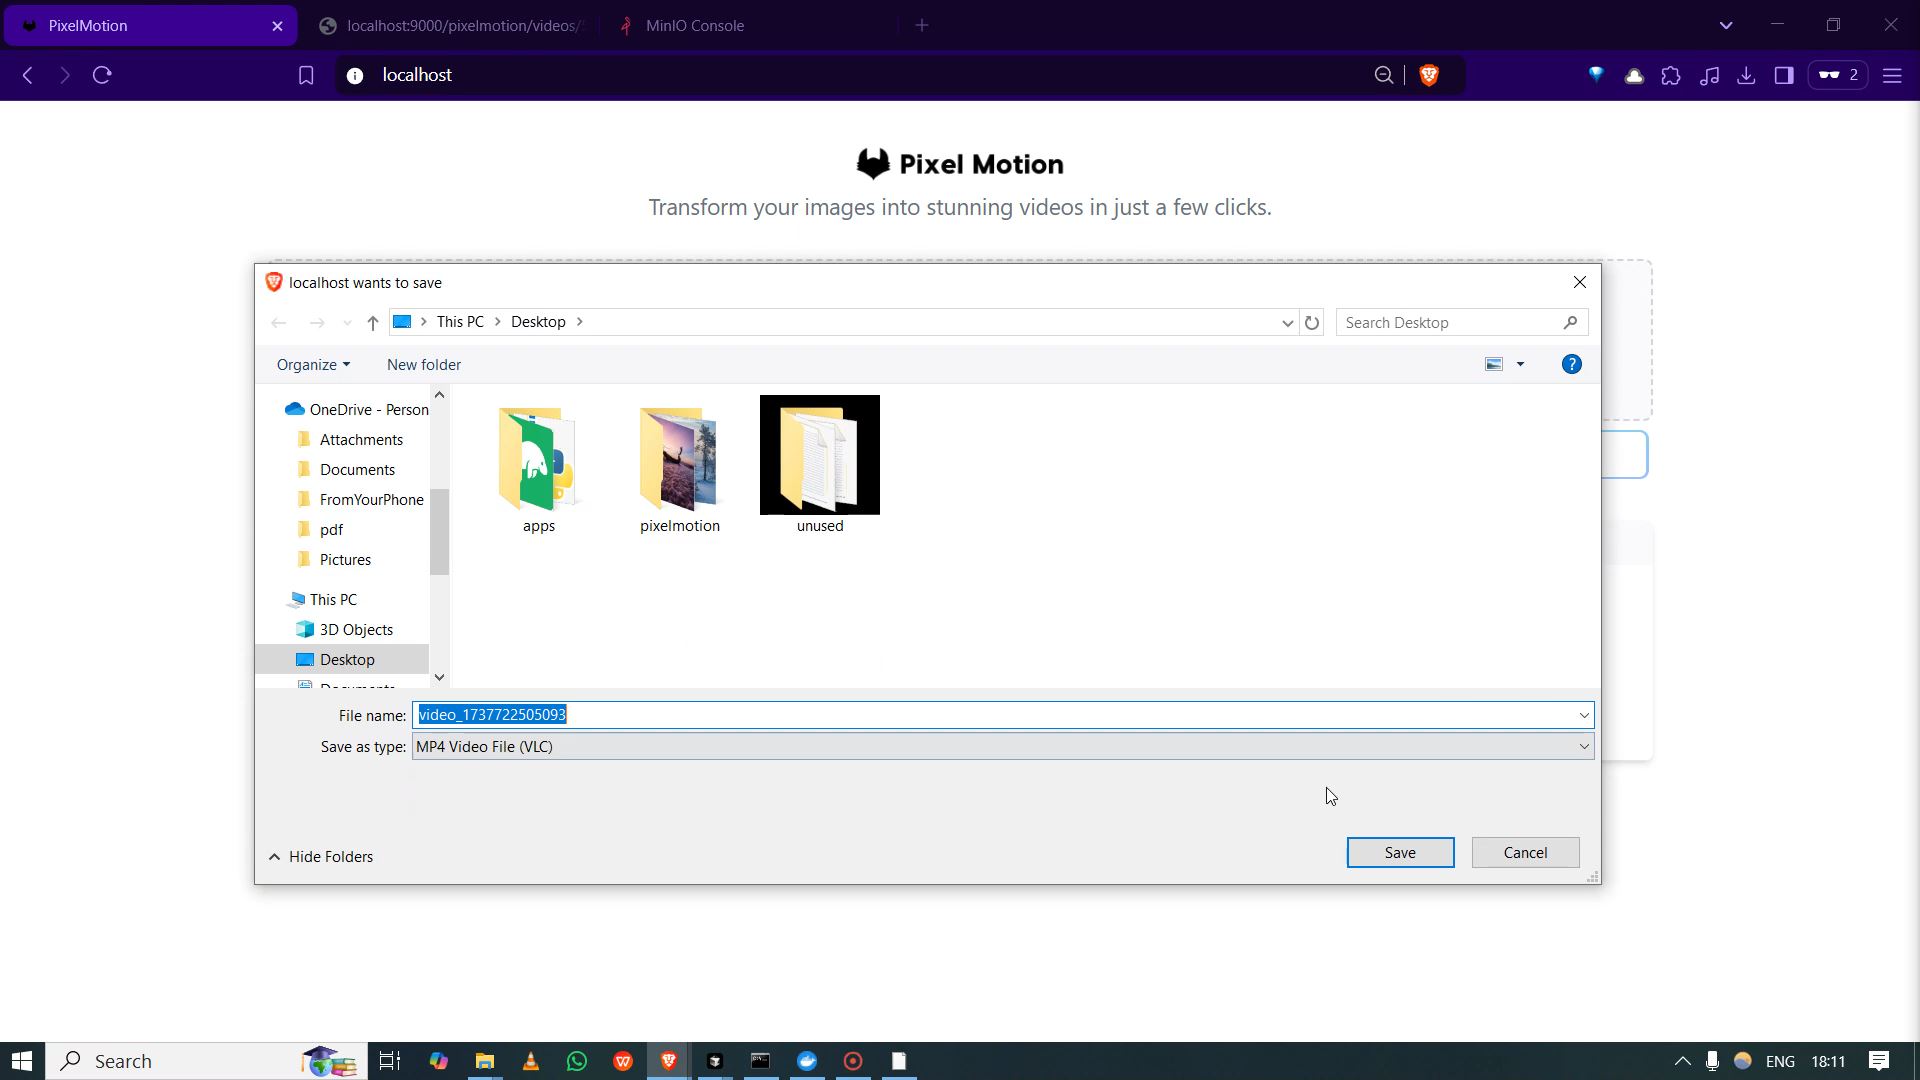 PixelMotion
localhost:9000/pixelmotion/videos/
MinIO Console
localhost
2
Pixel Motion
Transform your images into stunning videos in just a few clicks.
localhost wants to save
This PC
Desktop
Search Desktop
Organize
New folder
OneDrive - Person
Attachments
Documents
FromYourPhone
pdf
Pictures
This PC
3D Objects
Desktop
Documents
apps
pixelmotion
unused
File name:
video_1737722505093
Save as type:
MP4 Video File (VLC)
Hide Folders
Save
Cancel
Search
ENG
18:11